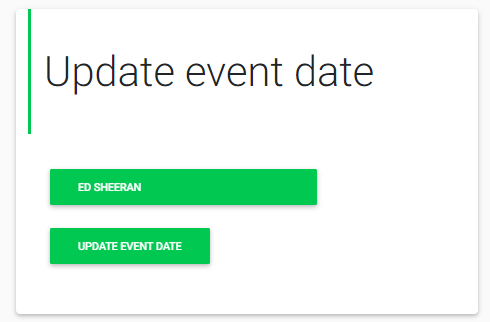 Update event date
ED SHEERAN
UPDATE EVENT DATE